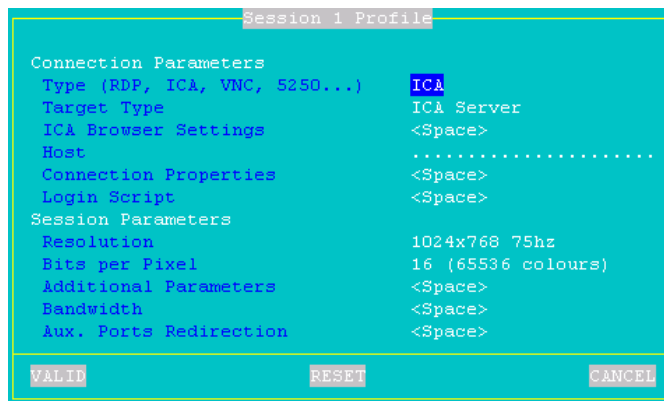 Session 1 Profile
Connection Parameters
Type (RDP, ICA, VNC, 5250...) ICA
Target Type ICA Server
ICA Browser Settings <Space>
Host ......................
Connection Properties <Space>
Login Script <Space>
Session Parameters
Resolution 1024x768 75hz
Bits per Pixel 16 (65536 colours)
Additional Parameters <Space>
Bandwidth <Space>
Aux. Ports Redirection <Space>
VALID RESET CANCEL